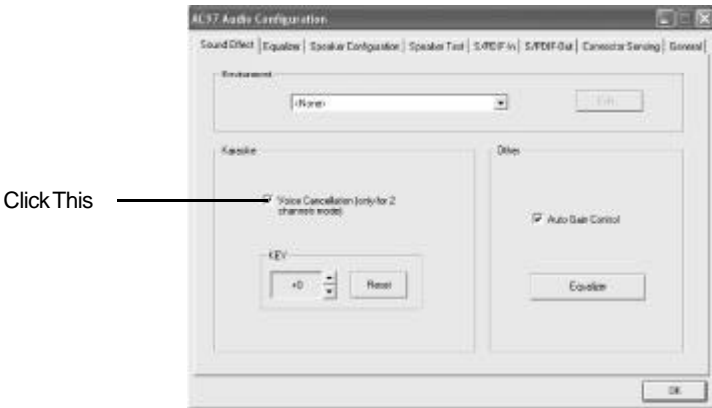 AC97 Audio Configuration
Sound Effect Equalizer Speaker Configuration Speaker Test S/PDIF-In S/PDIF-Out Connector Sensing General
Environment
<None>
Edit
Karaoke
Other
Click This
Voice Cancellation (only for 2
channels mode)
Auto Gain Control
KEY
+0
Reset
Equalizer
OK